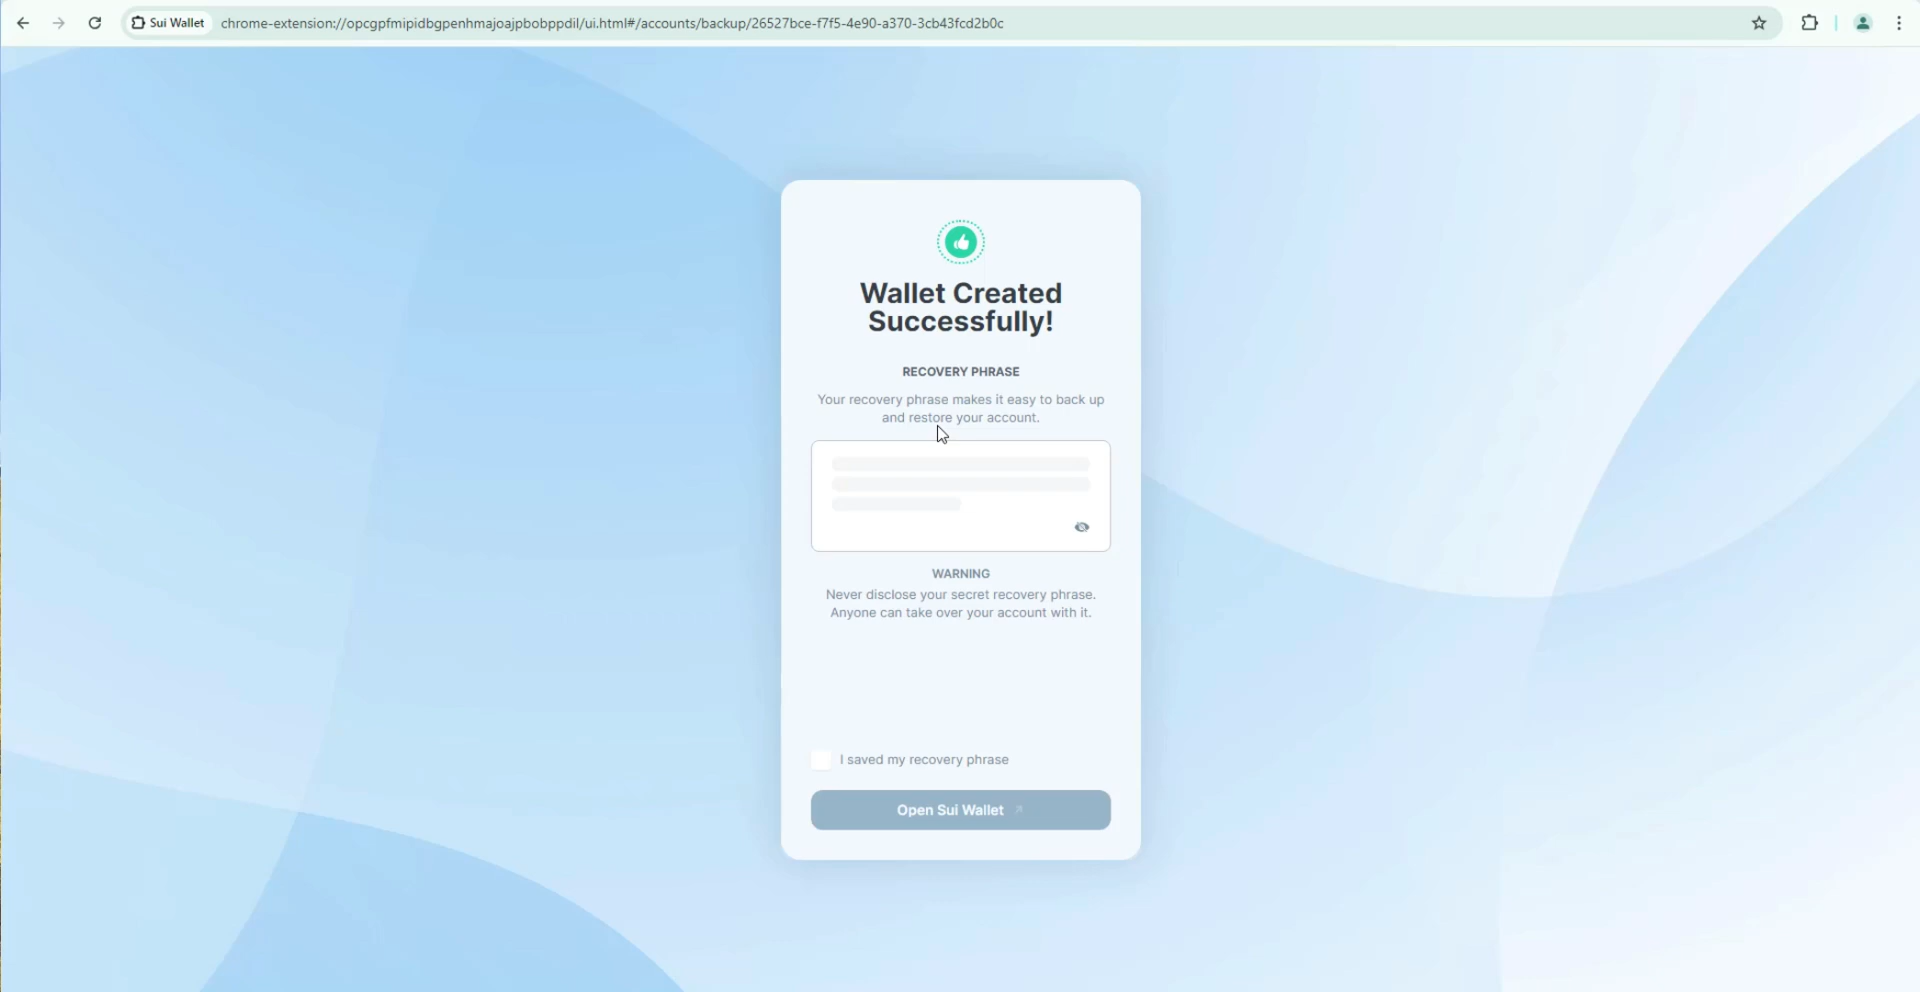 Sui Wallet
chrome-extension://opcgpfmipidbgpenhmajoajpbobppdil/ui.html#/accounts/backup/26527bce-f7f5-4e90-a370-3cb43fcd2b0c
Wallet Created
Successfully!
RECOVERY PHRASE
Your recovery phrase makes it easy to back up
and restore your account.
WARNING
Never disclose your secret recovery phrase.
Anyone can take over your account with it.
I saved my recovery phrase
Open Sui Wallet